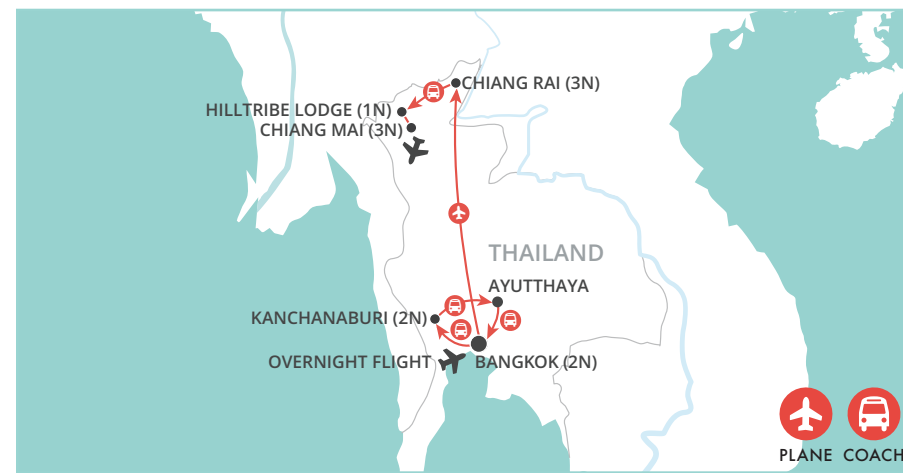 CHIANG RAI (3N)
HILLTRIBE LODGE (1N)
CHIANG MAI (3N)
THAILAND
AYUTTHAYA
KANCHANABURI (2N)
OVERNIGHT FLIGHT
BANGKOK (2N)
PLANE COACH